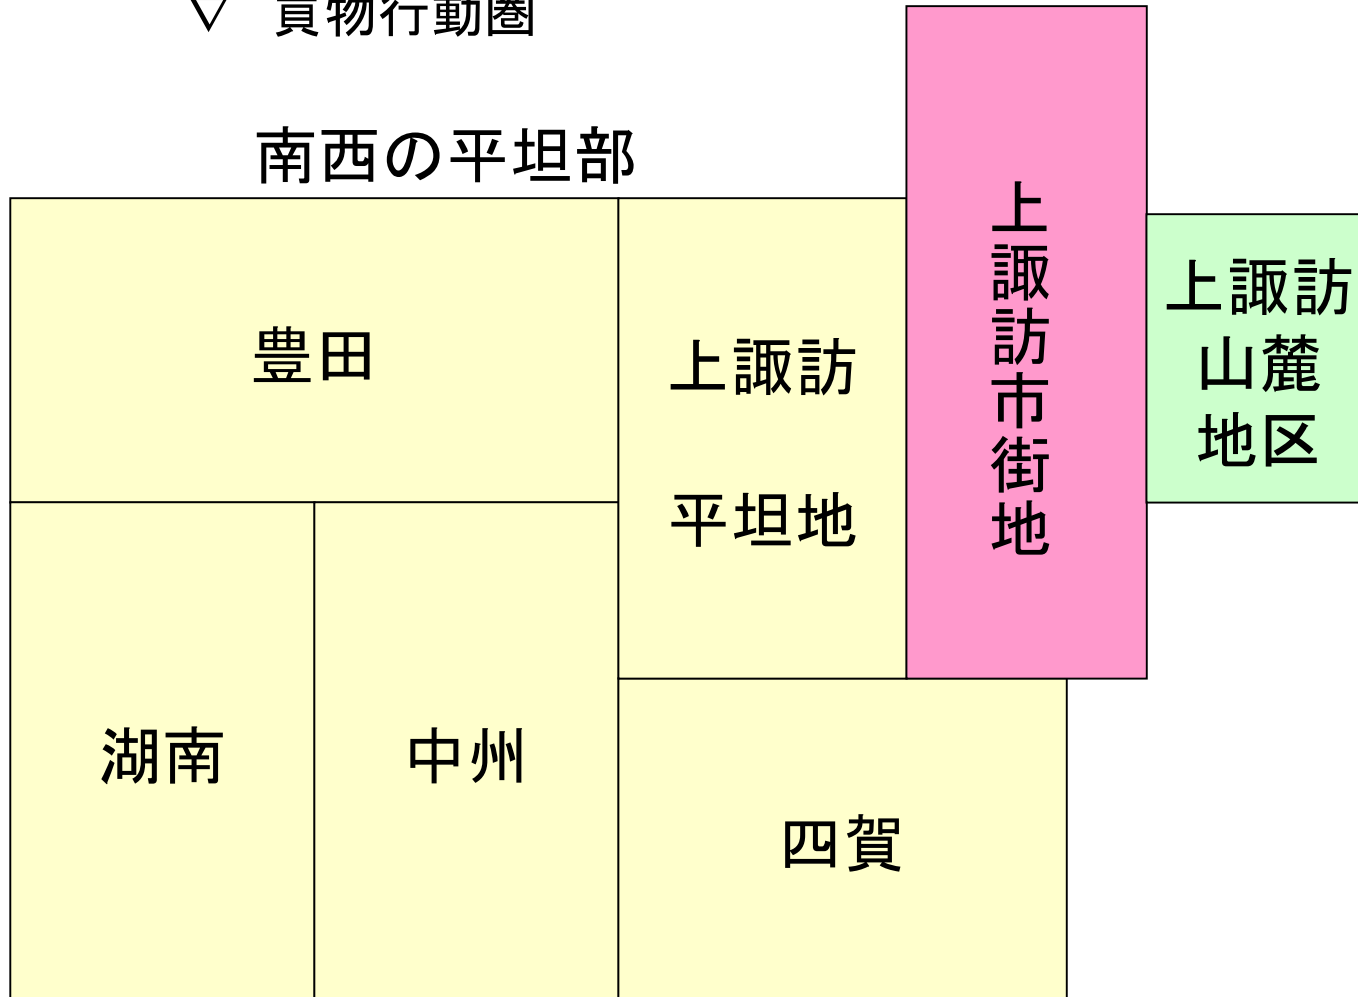 ▽ 買物行動圏
南西の平坦部
豊田
上諏訪
平坦地
上諏訪市街地
上諏訪
山麓
地区
湖南
中州
四賀